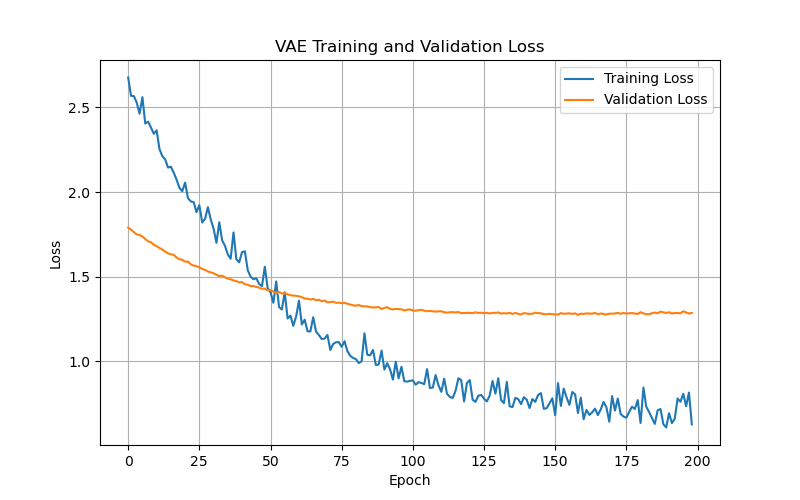 VAE Training and Validation Loss
Training Loss
Validation Loss
Loss
2.5
2.0
1.5
1.0
0
25
50
75
100
125
150
175
200
Epoch